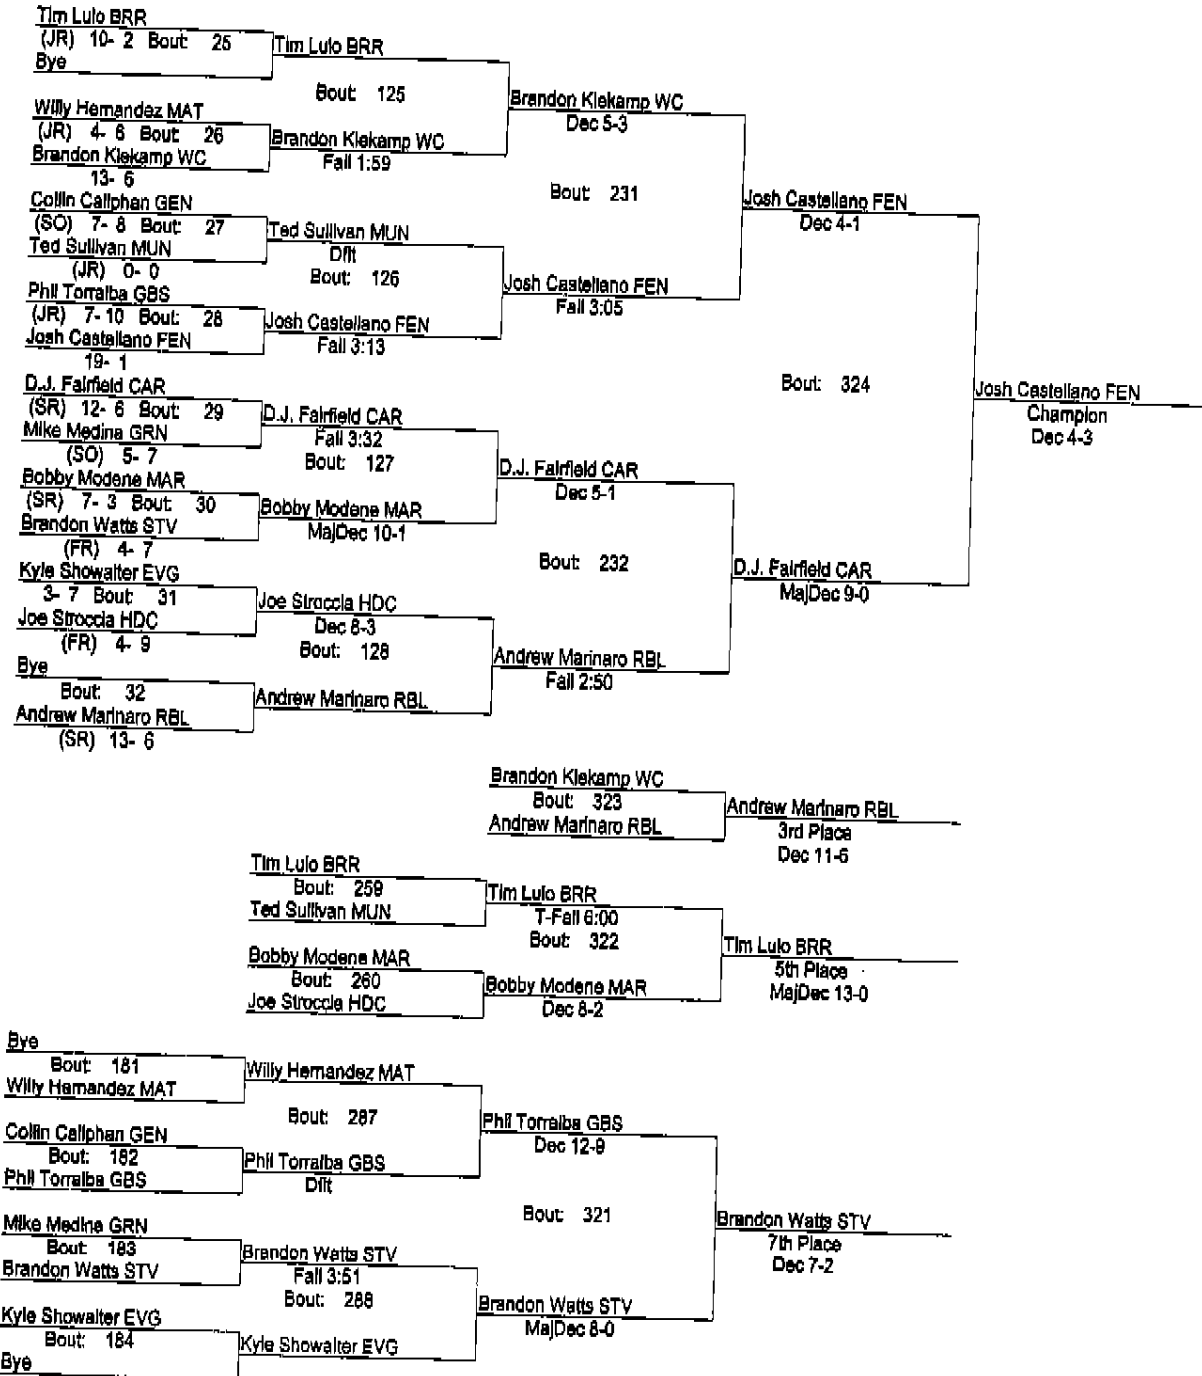 Tim Lulo BRR
(JR) 10- 2 Bout: 25
Bye
Tim Lulo BRR
Bout: 125
Willy Hernandez MAT
(JR) 4- 6 Bout: 26
Brandon Klekamp WC
13- 6
Brandon Klekamp WC
Fall 1:59
Brandon Klekamp WC
Dec 5-3
Bout: 231
Collin Caliphan GEN
(SO) 7- 8 Bout: 27
Ted Sullivan MUN
(JR) 0- 0
Ted Sullivan MUN
Dflt
Bout: 126
Phil Torralba GBS
(JR) 7- 10 Bout: 28
Josh Castellano FEN
19- 1
Josh Castellano FEN
Fall 3:13
Josh Castellano FEN
Fall 3:05
Josh Castellano FEN
Dec 4-1
Bout: 324
Josh Castellano FEN
Champion
Dec 4-3
D.J. Fairfield CAR
(SR) 12- 6 Bout: 29
Mike Medina GRN
(SO) 5- 7
D.J. Fairfield CAR
Fall 3:32
Bout: 127
Bobby Modene MAR
(SR) 7- 3 Bout: 30
Brandon Watts STV
(FR) 4- 7
Bobby Modene MAR
MajDec 10-1
D.J. Fairfield CAR
Dec 5-1
Bout: 232
D.J. Fairfield CAR
MajDec 9-0
Kyle Showalter EVG
3- 7 Bout: 31
Joe Stroccia HDC
(FR) 4- 9
Joe Stroccia HDC
Dec 8-3
Bout: 128
Bye
Bout: 32
Andrew Marinaro RBL
(SR) 13- 6
Andrew Marinaro RBL
Andrew Marinaro RBL
Fall 2:50
Brandon Klekamp WC
Bout: 323
Andrew Marinaro RBL
Andrew Marinaro RBL
3rd Place
Dec 11-6
Tim Lulo BRR
Bout: 259
Ted Sullivan MUN
Tim Lulo BRR
T-Fall 6:00
Bout: 322
Bobby Modene MAR
Bout: 260
Joe Stroccia HDC
Bobby Modene MAR
Dec 8-2
Tim Lulo BRR
5th Place
MajDec 13-0
Bye
Bout: 181
Willy Hernandez MAT
Willy Hernandez MAT
Bout: 287
Collin Caliphan GEN
Bout: 182
Phil Torralba GBS
Phil Torralba GBS
Dflt
Phil Torralba GBS
Dec 12-9
Bout: 321
Mike Medina GRN
Bout: 183
Brandon Watts STV
Brandon Watts STV
Fall 3:51
Bout: 288
Kyle Showalter EVG
Bout: 184
Bye
Kyle Showalter EVG
Brandon Watts STV
MajDec 8-0
Brandon Watts STV
7th Place
Dec 7-2